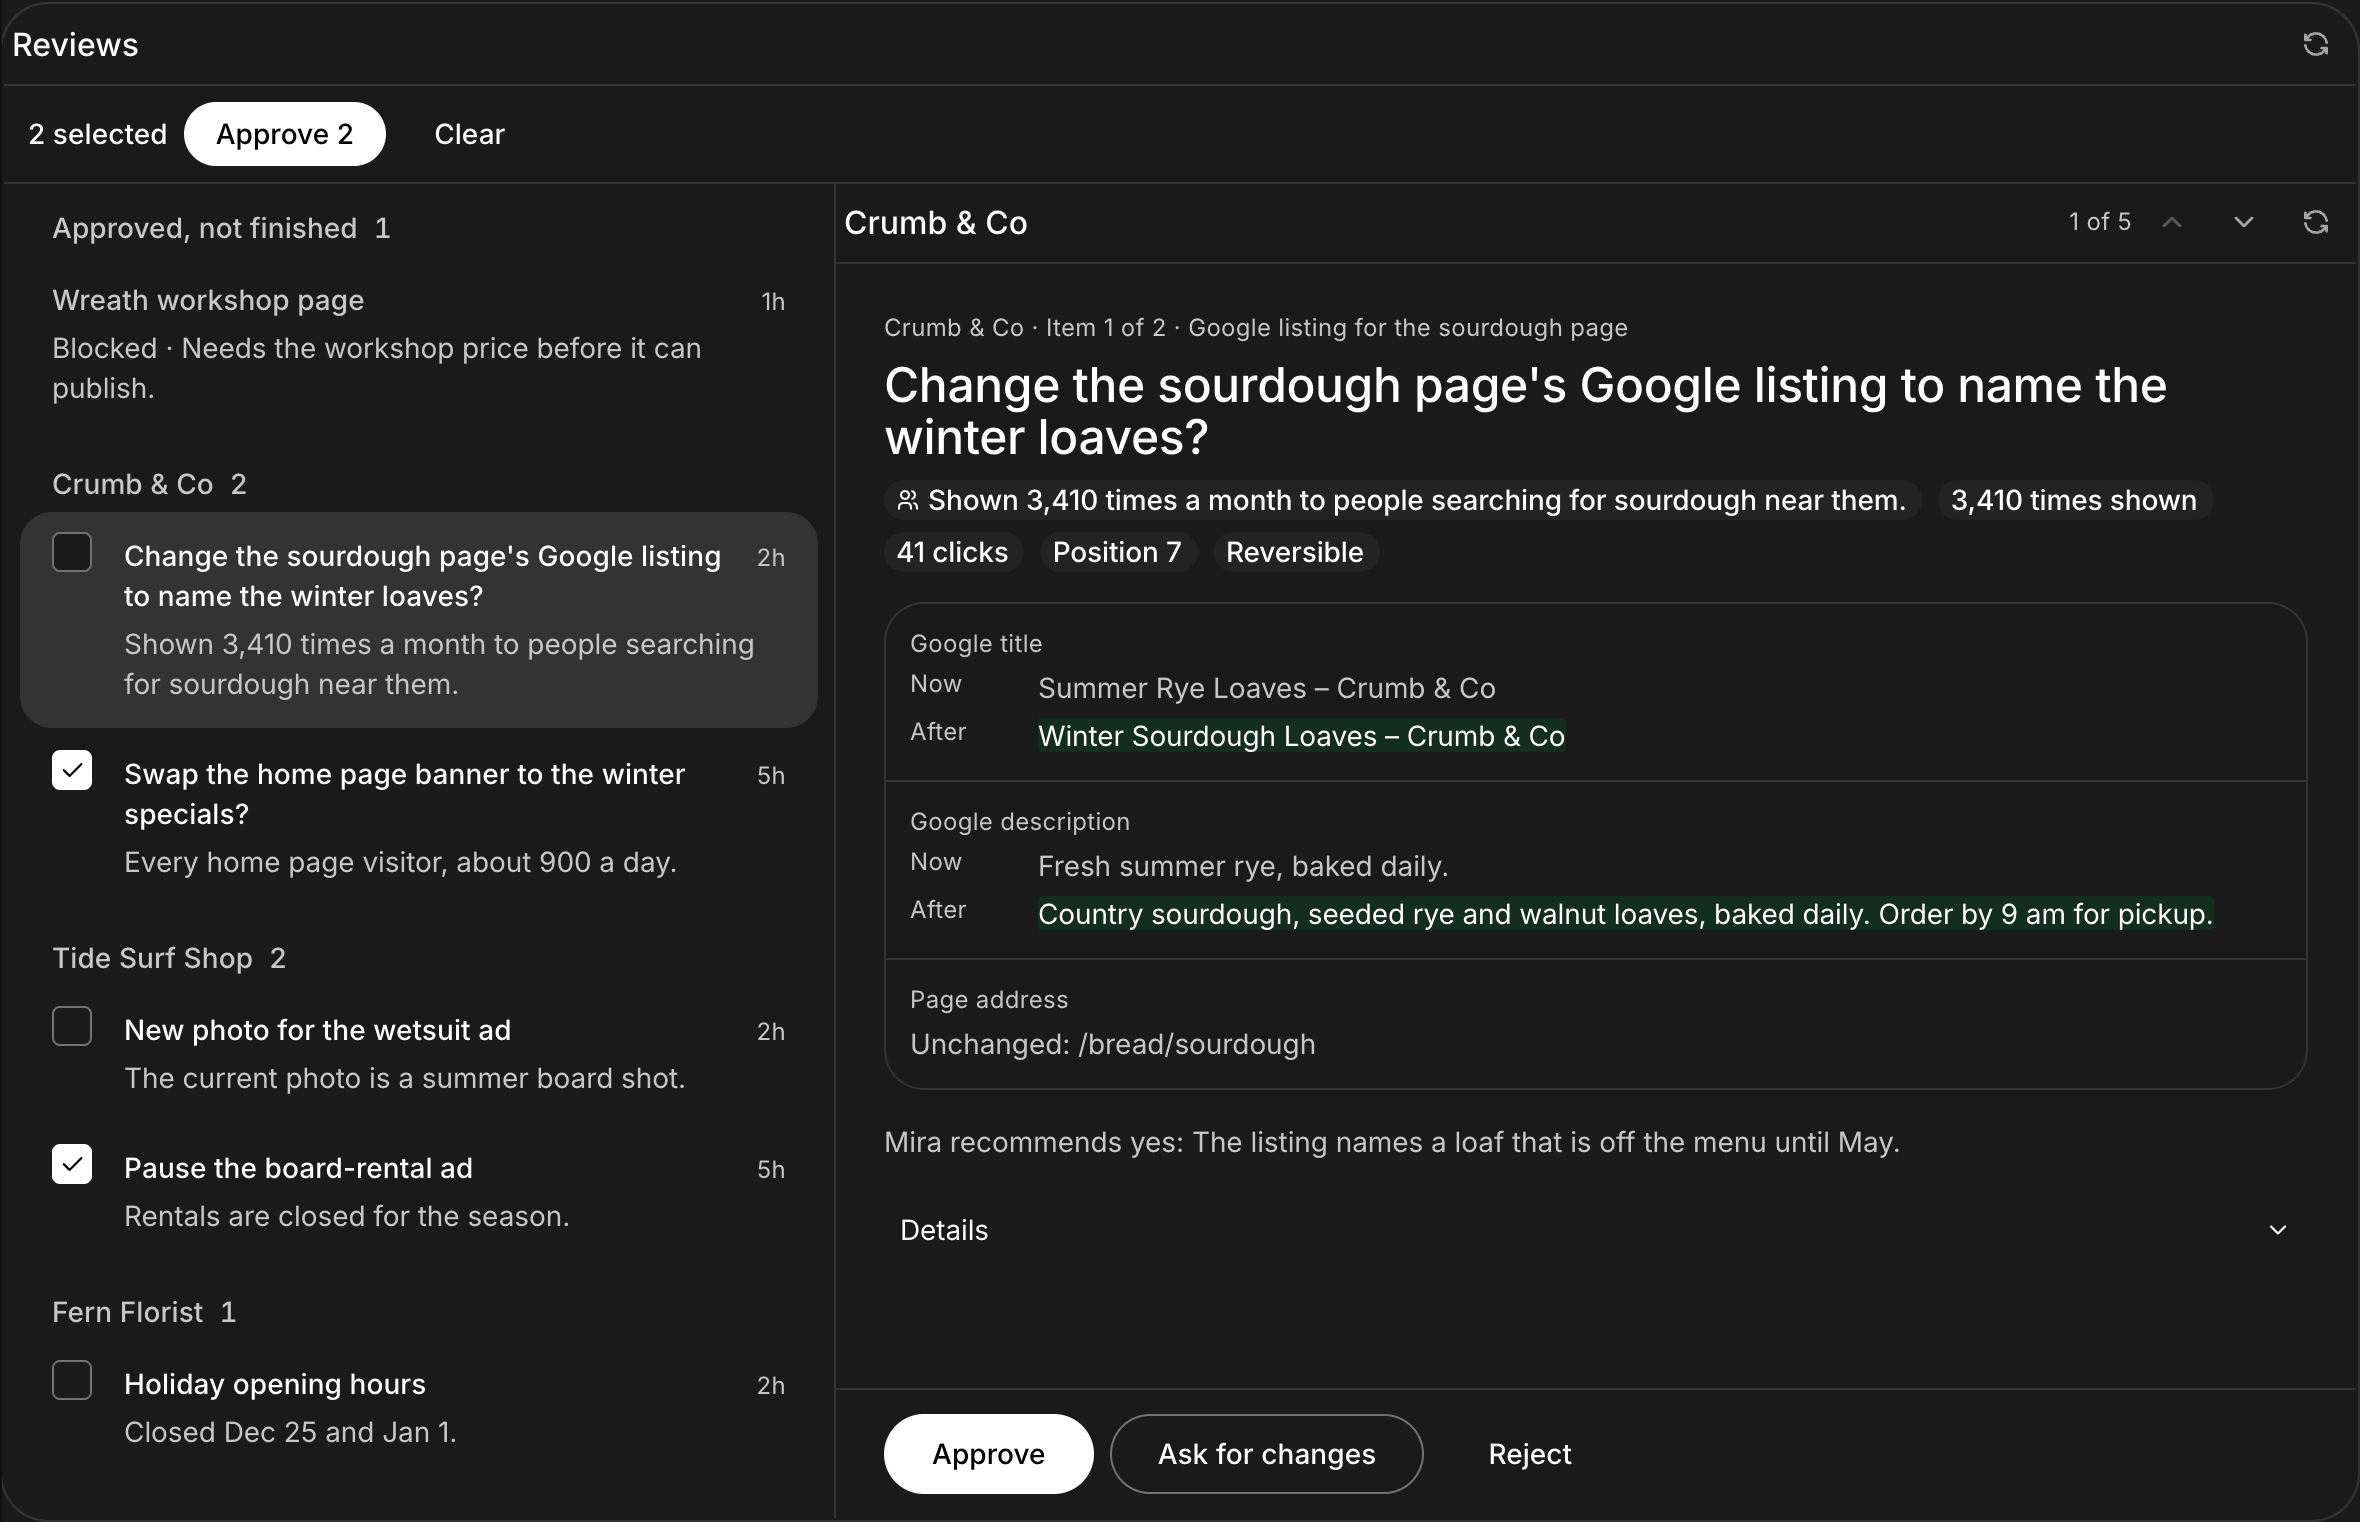 Reviews
2 selected
Approve 2
Clear
Approved, not finished 1
Wreath workshop page
1h
Blocked · Needs the workshop price before it can
publish.
Crumb & Co 2
Change the sourdough page's Google listing
2h
to name the winter loaves?
Shown 3,410 times a month to people searching
for sourdough near them.
Swap the home page banner to the winter
5h
specials?
Every home page visitor, about 900 a day.
Tide Surf Shop 2
New photo for the wetsuit ad
2h
The current photo is a summer board shot.
Pause the board-rental ad
5h
Rentals are closed for the season.
Fern Florist 1
Holiday opening hours
2h
Closed Dec 25 and Jan 1.
Crumb & Co
1 of 5
Crumb & Co · Item 1 of 2 · Google listing for the sourdough page
Change the sourdough page's Google listing to name the
winter loaves?
Shown 3,410 times a month to people searching for sourdough near them.
3,410 times shown
41 clicks
Position 7
Reversible
Google title
Now
Summer Rye Loaves – Crumb & Co
After
Winter Sourdough Loaves – Crumb & Co
Google description
Now
Fresh summer rye, baked daily.
After
Country sourdough, seeded rye and walnut loaves, baked daily. Order by 9 am for pickup.
Page address
Unchanged: /bread/sourdough
Mira recommends yes: The listing names a loaf that is off the menu until May.
Details
Approve
Ask for changes
Reject